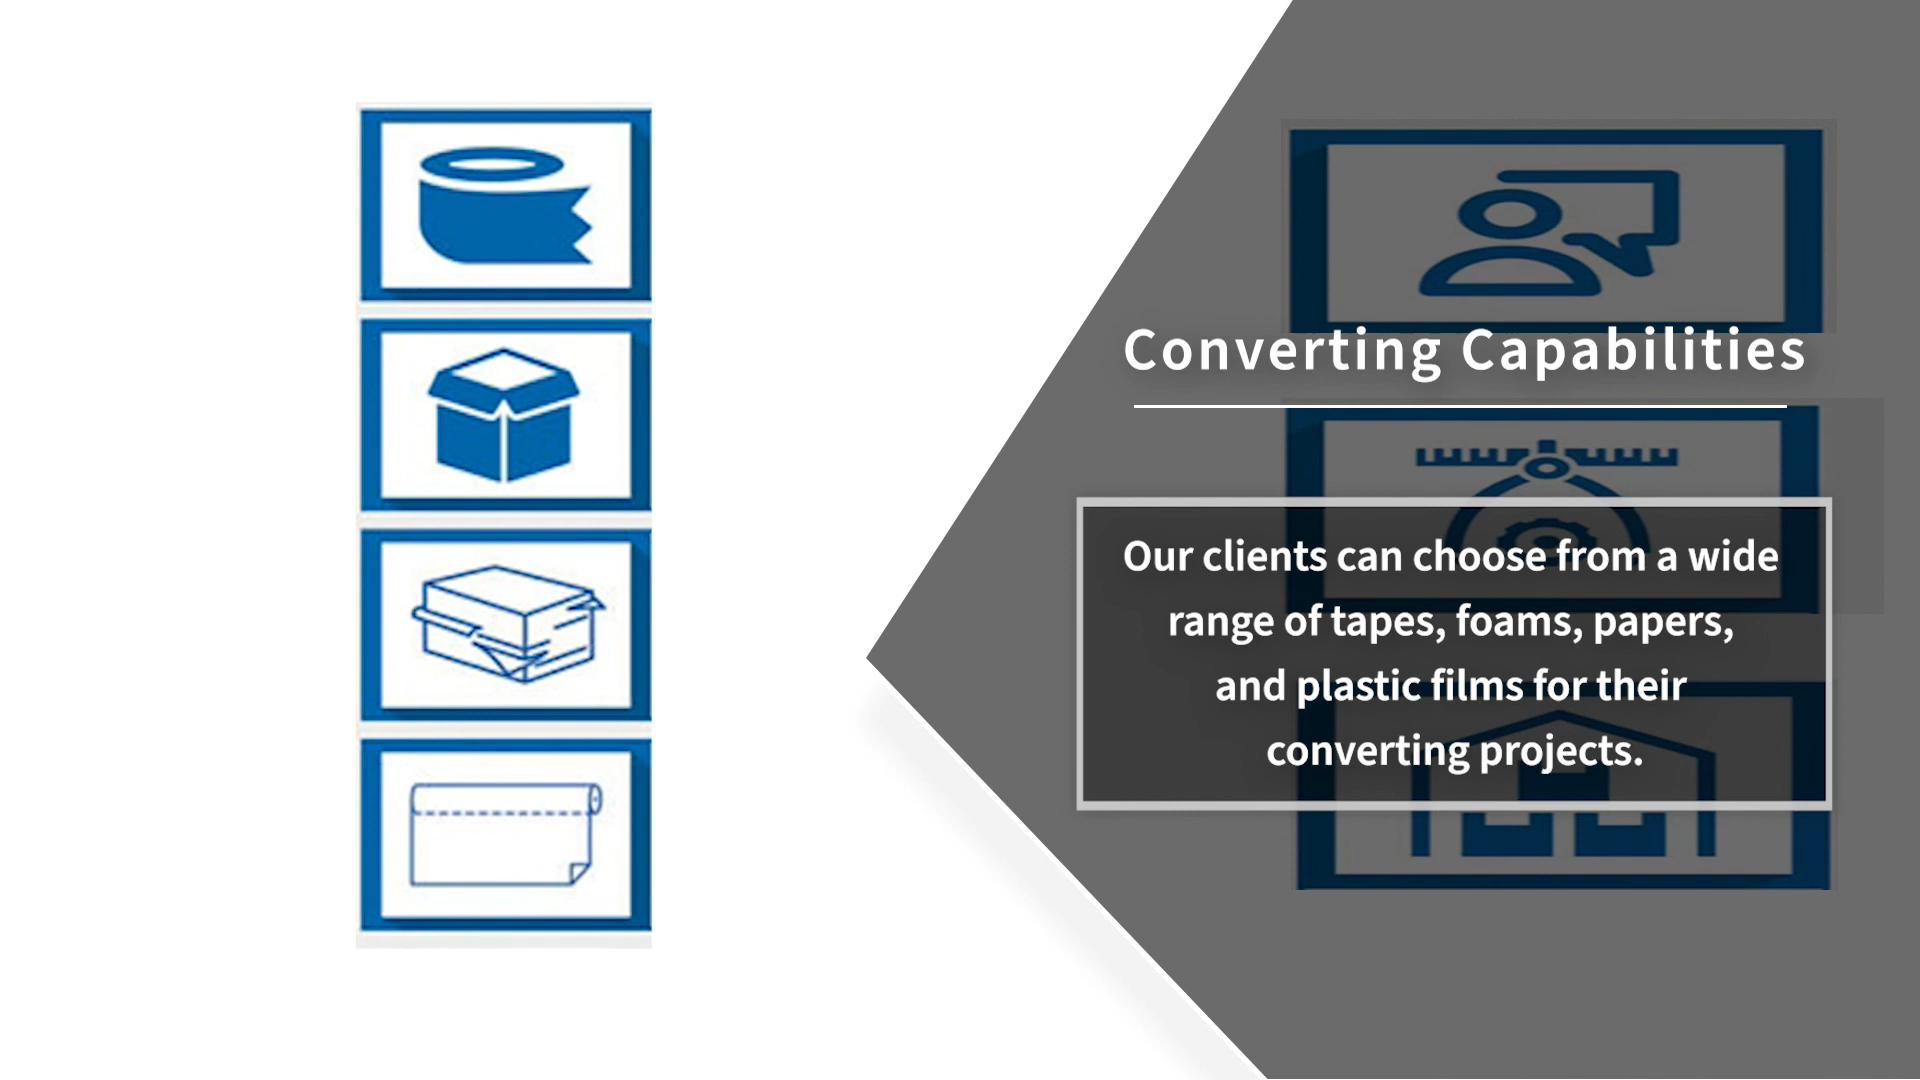 Converting Capabilities
Our clients can choose from a wide
range of tapes, foams, papers,
and plastic films for their
converting projects.